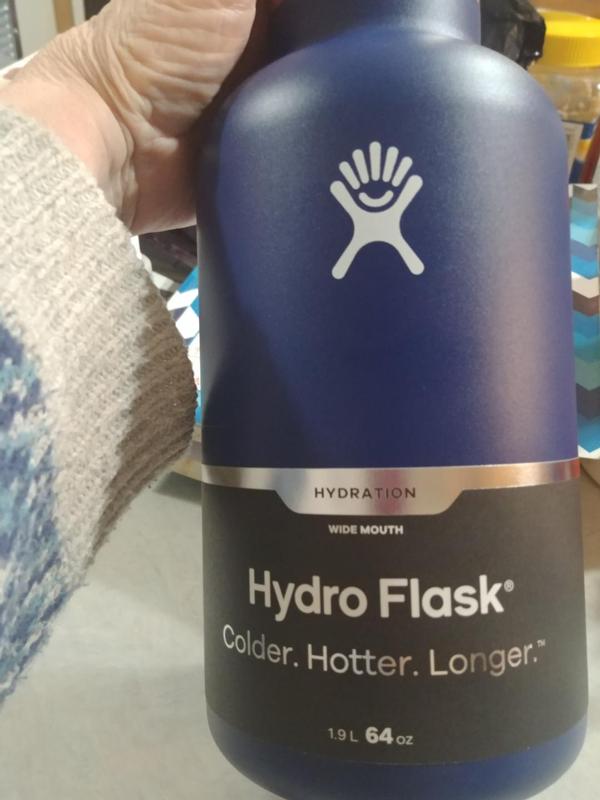 HYDRATION
WIDE MOUTH
Hydro Flask®
Colder. Hotter. Longer.™
1.9 L 64 oz